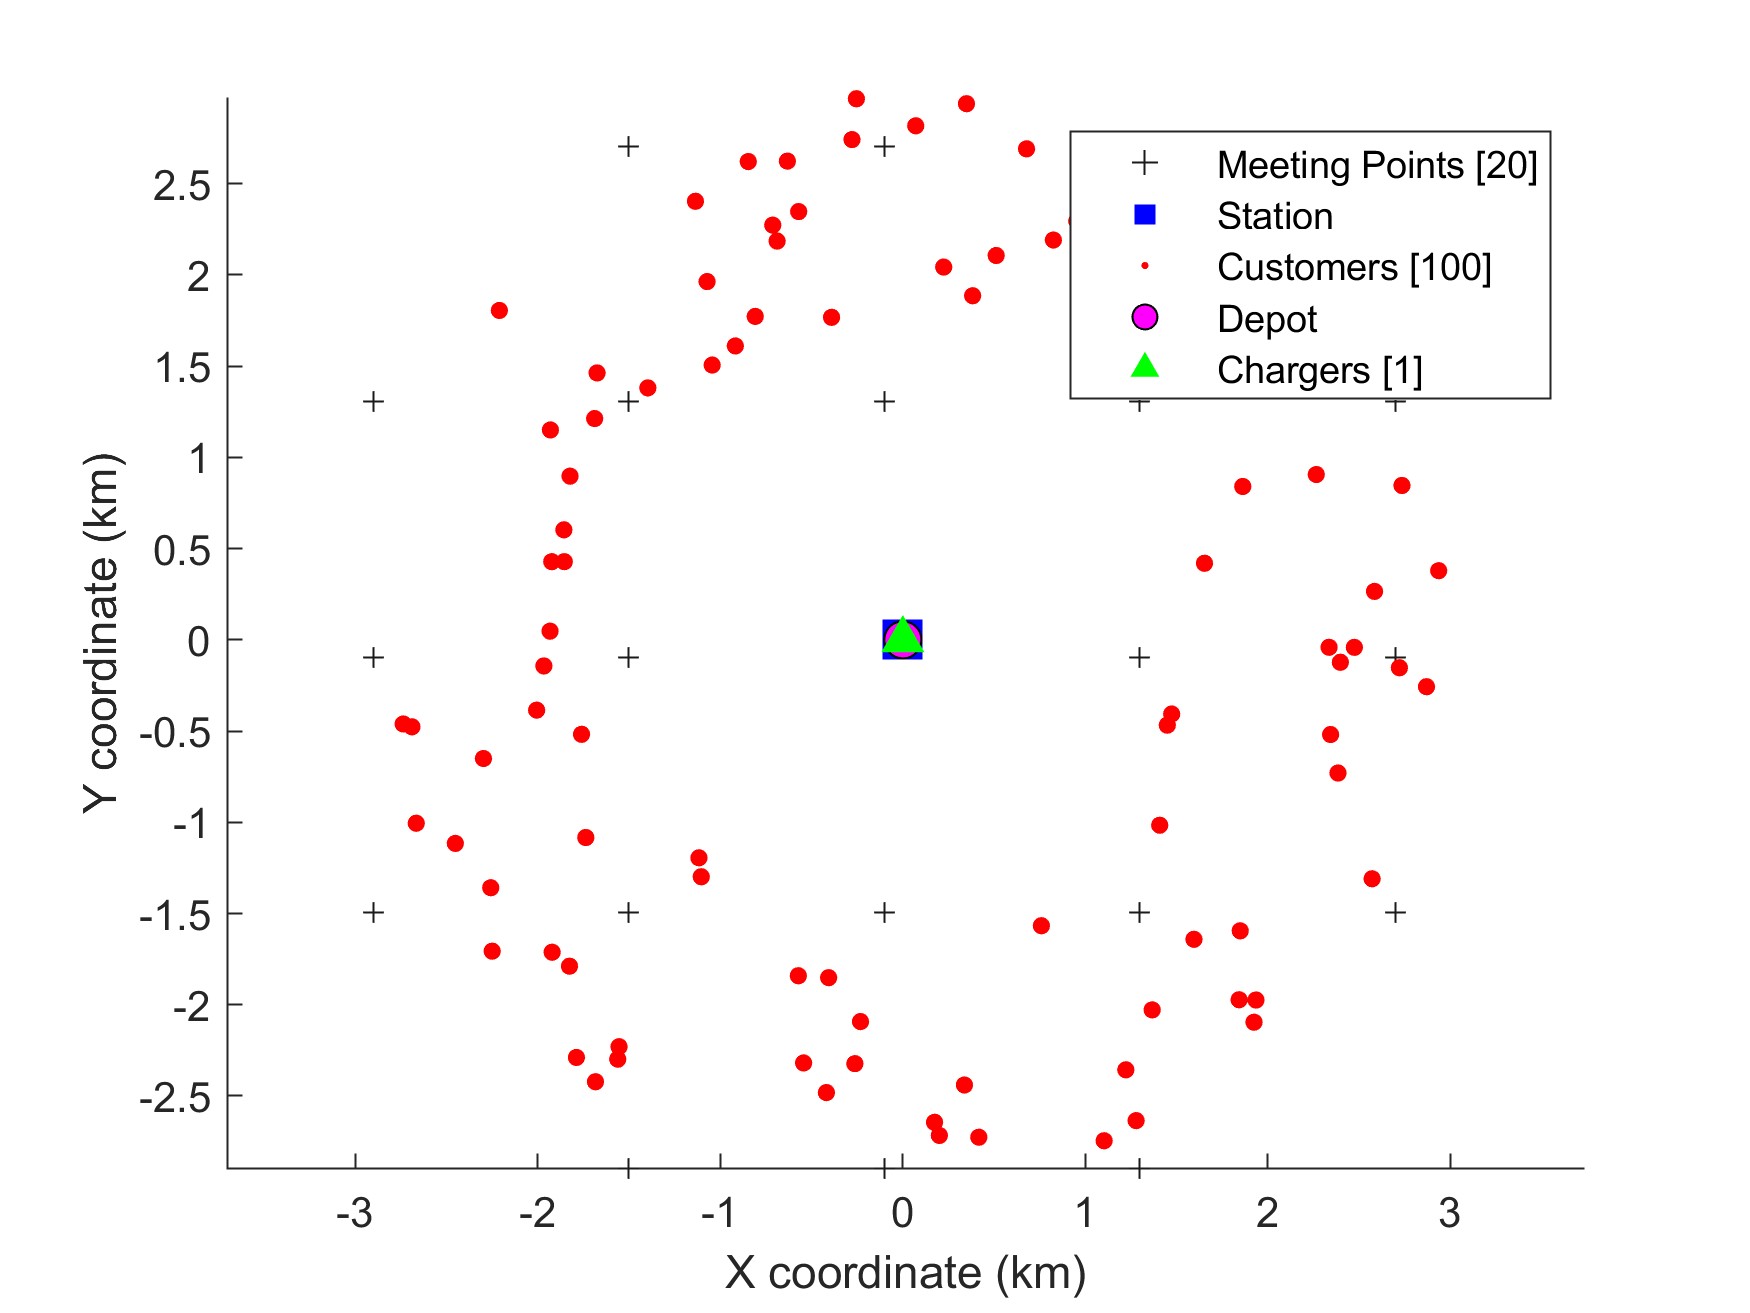 2.5
2
1.5
1
0.5
0
-0.5
-1
-1.5
-2
-2.5
Y coordinate (km)
Meeting Points [20]
Station
Customers [100]
Depot
Chargers [1]
-3 -2 -1 0 1 2 3
X coordinate (km)